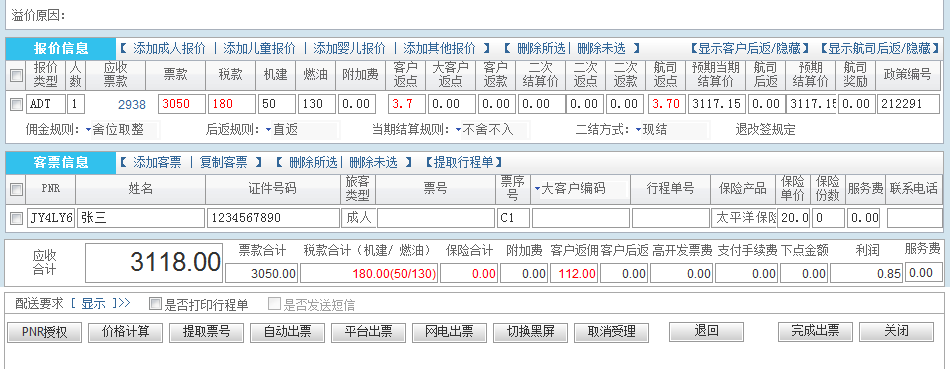 溢价原因：
报价信息 【 添加成人报价 | 添加儿童报价 | 添加婴儿报价 | 添加其他报价 】【 删除所选| 删除未选 】 【显示客户后返/隐藏】【显示航司后返/隐藏】
报价类型 人数 应收票款 票款 税款 机建 燃油 附加费 客户返点 大客户返点 客户返款 二次结算价 二次返点 二次返款 航司返点 预期当期结算价 航司后返 预期结算价 航司奖励 政策编号
ADT 1 2938 3050 180 50 130 0.00 3.7 0.00 0.00 0.00 0.00 0.00 3.70 3117.15 0.00 3117.15 0.00 212291
佣金规则： 舍位取整 后返规则： 直返 当期结算规则： 不舍不入 二结方式： 现结 退改签规定
客票信息 【 添加客票 | 复制客票 】【 删除所选| 删除未选 】【提取行程单】
PNR 姓名 证件号码 旅客类型 票号 票序号 大客户编码 行程单号 保险产品 保险单价 保险份数 服务费 联系电话
JY4LY6 张三 1234567890 成人 C1 太平洋保险 20.0 0 0.00
应收合计 3118.00 票款合计 税款合计（机建/ 燃油） 保险合计 附加费 客户返佣 客户后返 高开发票费 支付手续费 下点金额 利润 服务费
3050.00 180.00(50/130) 0.00 0.00 112.00 0.00 0.00 0.00 0.00 0.85 0.00
配送要求 [ 显示 ]>> 是否打印行程单 是否发送短信
PNR授权 价格计算 提取票号 自动出票 平台出票 网电出票 切换黑屏 取消受理 退回 完成出票 关闭